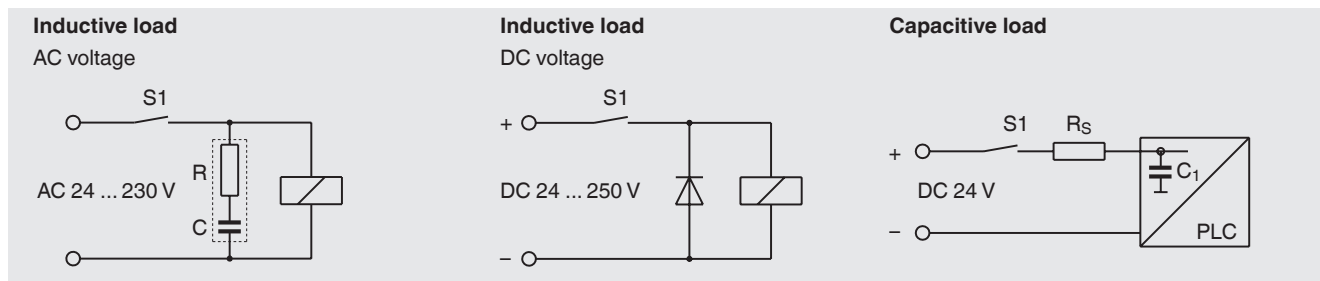 Inductive load
AC voltage
S1
R
AC 24 ... 230 V
C
Inductive load
DC voltage
S1
+
DC 24 ... 250 V
–
Capacitive load
S1
RS
+
C1
DC 24 V
–
PLC